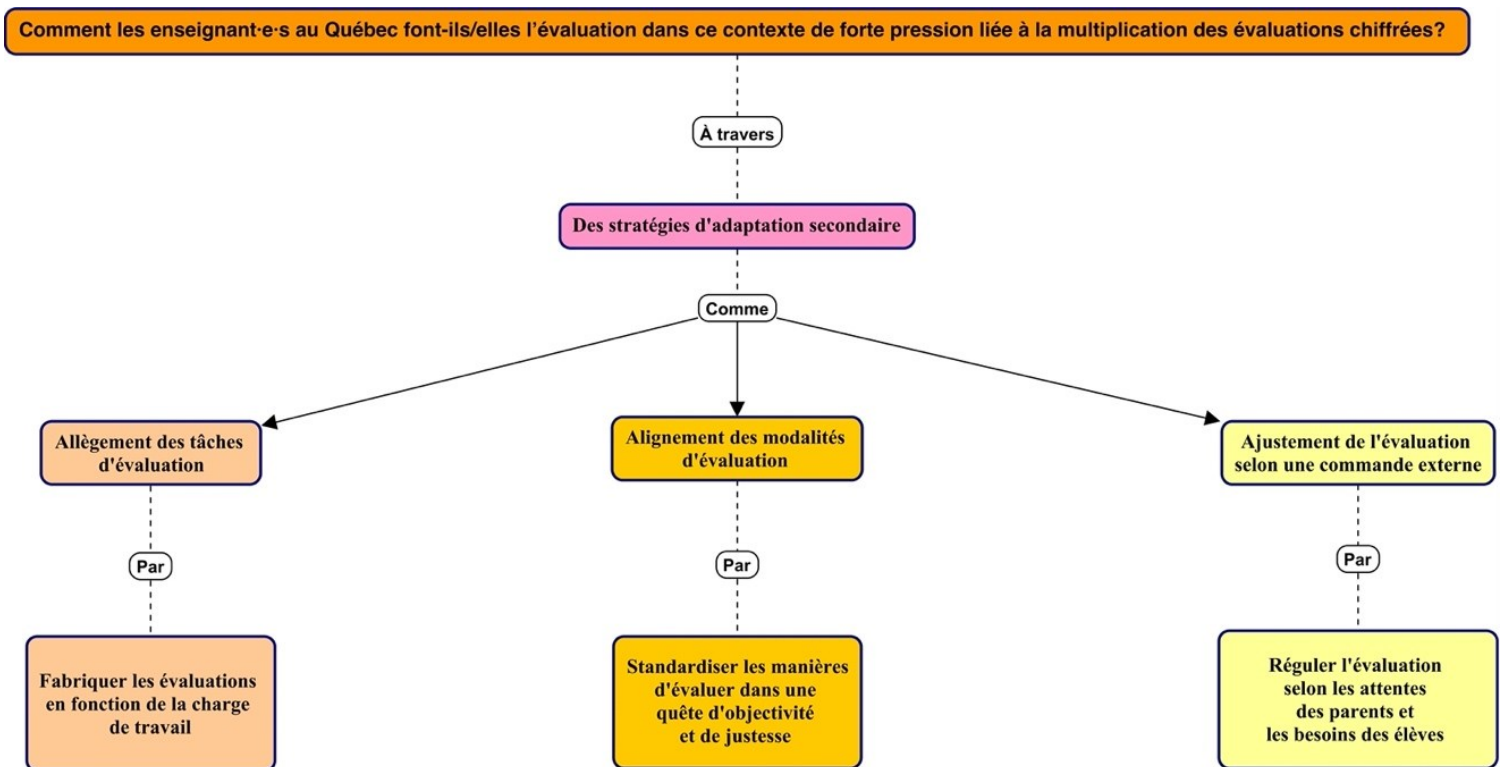 Comment les enseignant·e·s au Québec font-ils/elles l'évaluation dans ce contexte de forte pression liée à la multiplication des évaluations chiffrées?
À travers
Des stratégies d'adaptation secondaire
Comme
Allègement des tâches
d'évaluation
Alignement des modalités
d'évaluation
Ajustement de l'évaluation
selon une commande externe
Par
Par
Par
Fabriquer les évaluations
en fonction de la charge
de travail
Standardiser les manières
d'évaluer dans une
quête d'objectivité
et de justesse
Réguler l'évaluation
selon les attentes
des parents et
les besoins des élèves